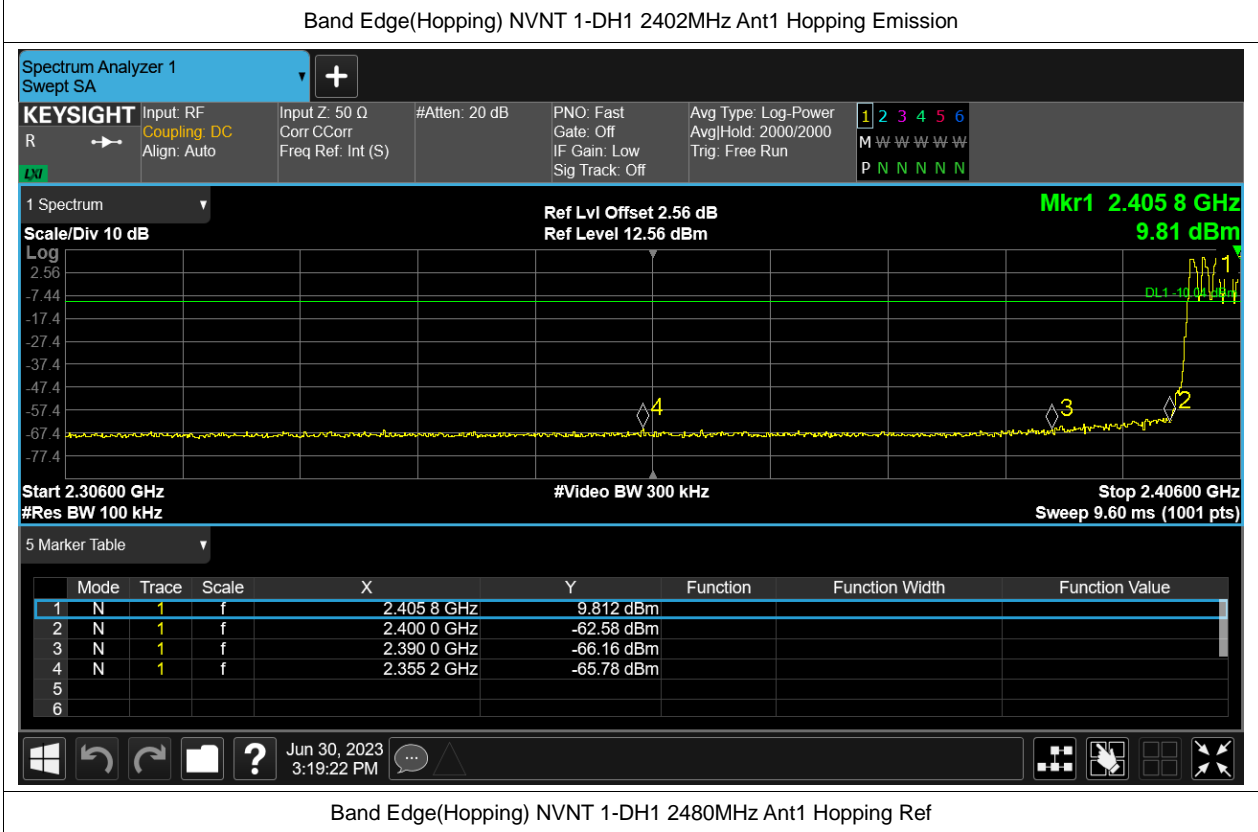 Band Edge(Hopping) NVNT 1-DH1 2402MHz Ant1 Hopping Emission
Spectrum Analyzer 1
Swept SA
KEYSIGHT
R
LXI
Input: RF
Coupling: DC
Align: Auto
Input Z: 50 Ω
Corr CCorr
Freq Ref: Int (S)
#Atten: 20 dB
PNO: Fast
Gate: Off
IF Gain: Low
Sig Track: Off
Avg Type: Log-Power
Avg|Hold: 2000/2000
Trig: Free Run
1 2 3 4 5 6
M W W W W W
P N N N N N
1 Spectrum
Scale/Div 10 dB
Ref Lvl Offset 2.56 dB
Ref Level 12.56 dBm
Mkr1 2.405 8 GHz
9.81 dBm
Log
2.56
-7.44
-17.4
-27.4
-37.4
-47.4
-57.4
-67.4
-77.4
1
DL1 -10.04 dBm
4
3
2
Start 2.30600 GHz
#Video BW 300 kHz
Stop 2.40600 GHz
#Res BW 100 kHz
Sweep 9.60 ms (1001 pts)
5 Marker Table
Mode Trace Scale X Y Function Function Width Function Value
1 N 1 f 2.405 8 GHz 9.812 dBm
2 N 1 f 2.400 0 GHz -62.58 dBm
3 N 1 f 2.390 0 GHz -66.16 dBm
4 N 1 f 2.355 2 GHz -65.78 dBm
5
6
?
Jun 30, 2023
3:19:22 PM
Band Edge(Hopping) NVNT 1-DH1 2480MHz Ant1 Hopping Ref